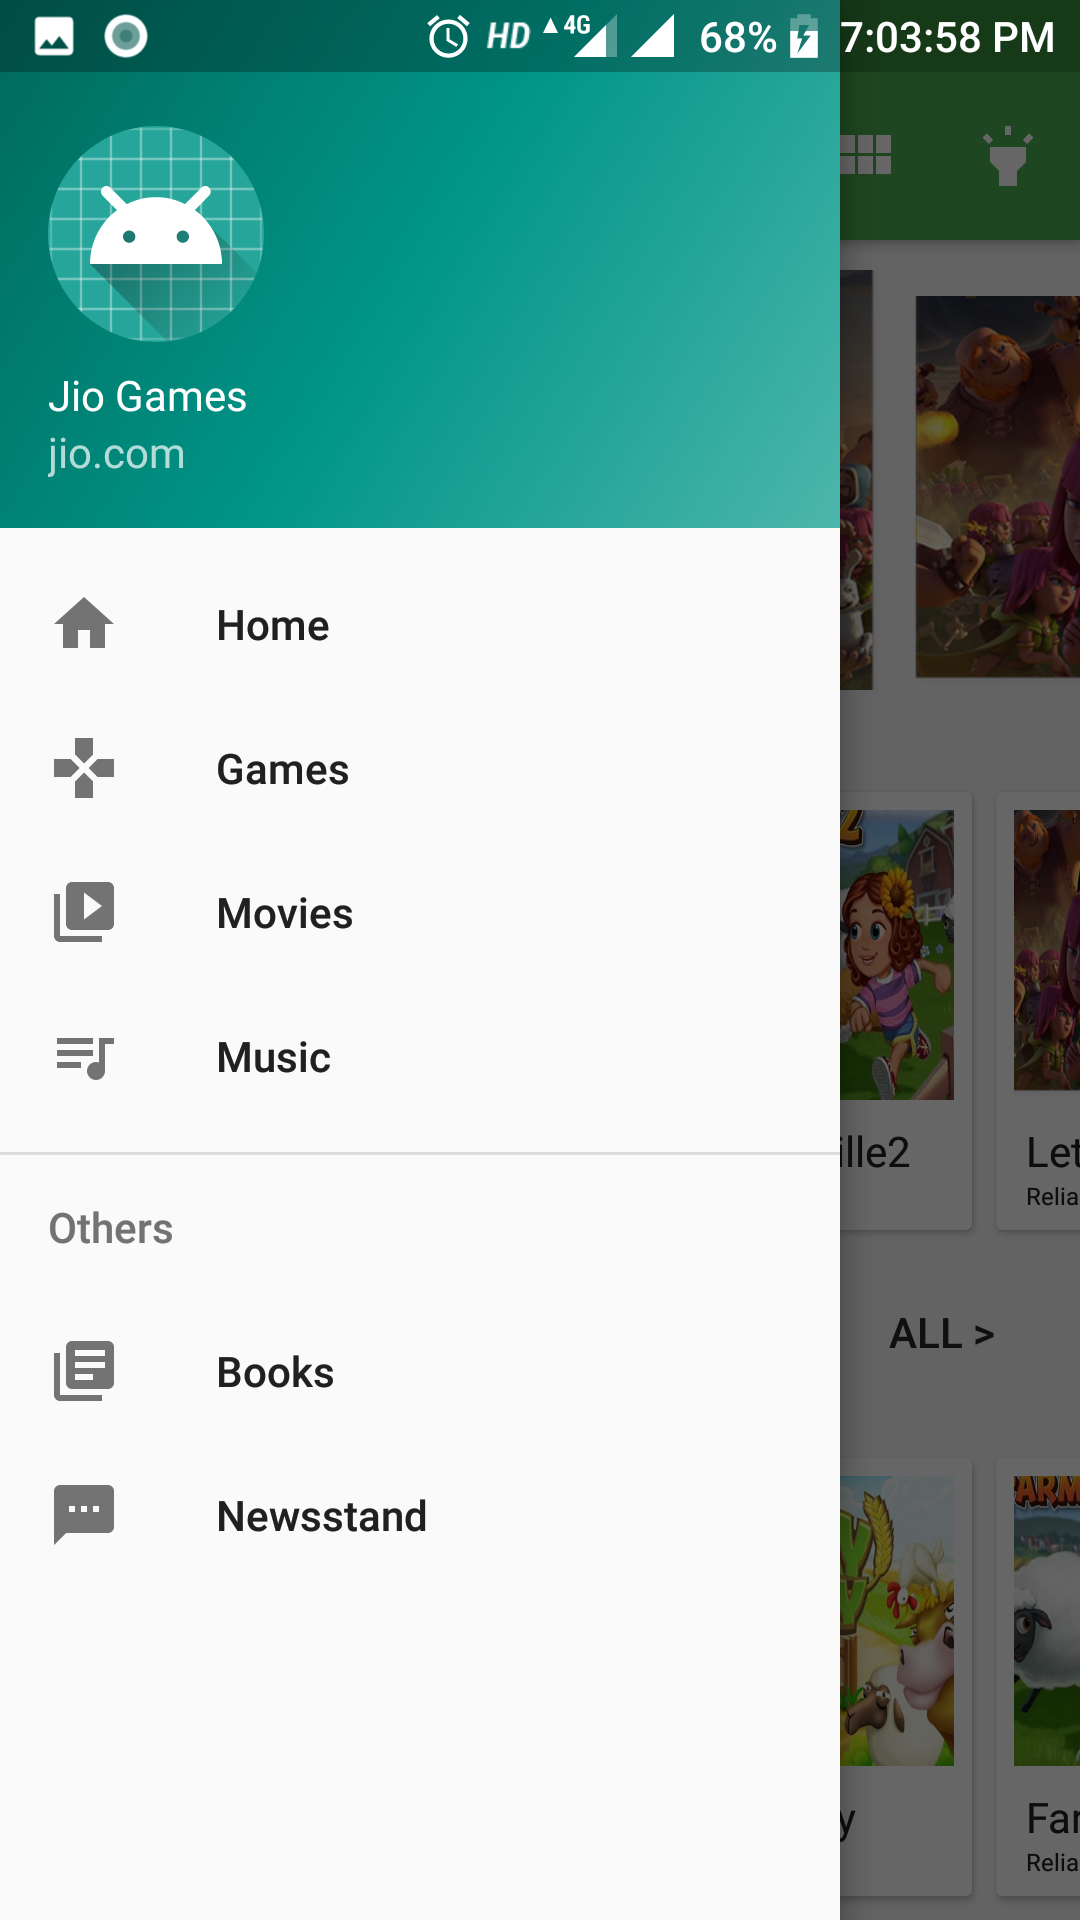 HD 4G 68% 7:03:58 PM
Jio Games
jio.com
Home
Games
Movies
Music
ille2
Let
Relia
Others
ALL >
Books
Newsstand
ARM
y
Far
Relia